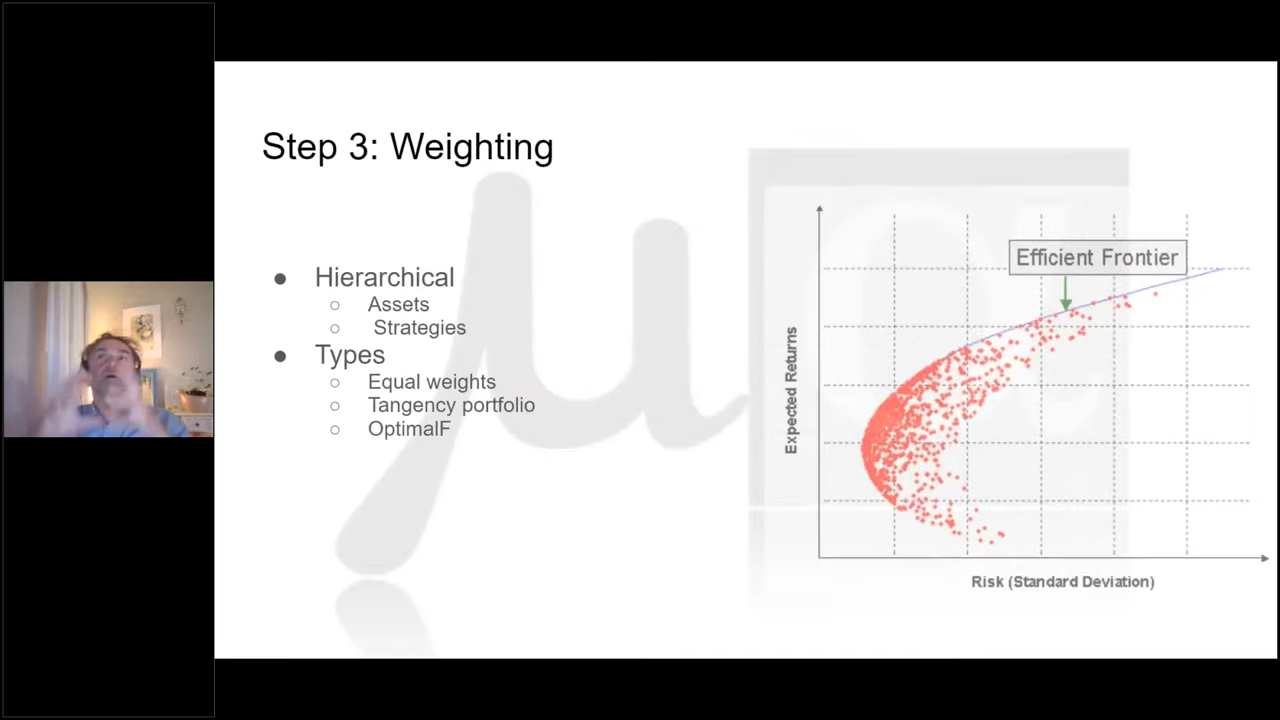 Step 3: Weighting
Hierarchical
Assets
Strategies
Types
Equal weights
Tangency portfolio
OptimalF
Efficient Frontier
Expected Returns
Risk (Standard Deviation)